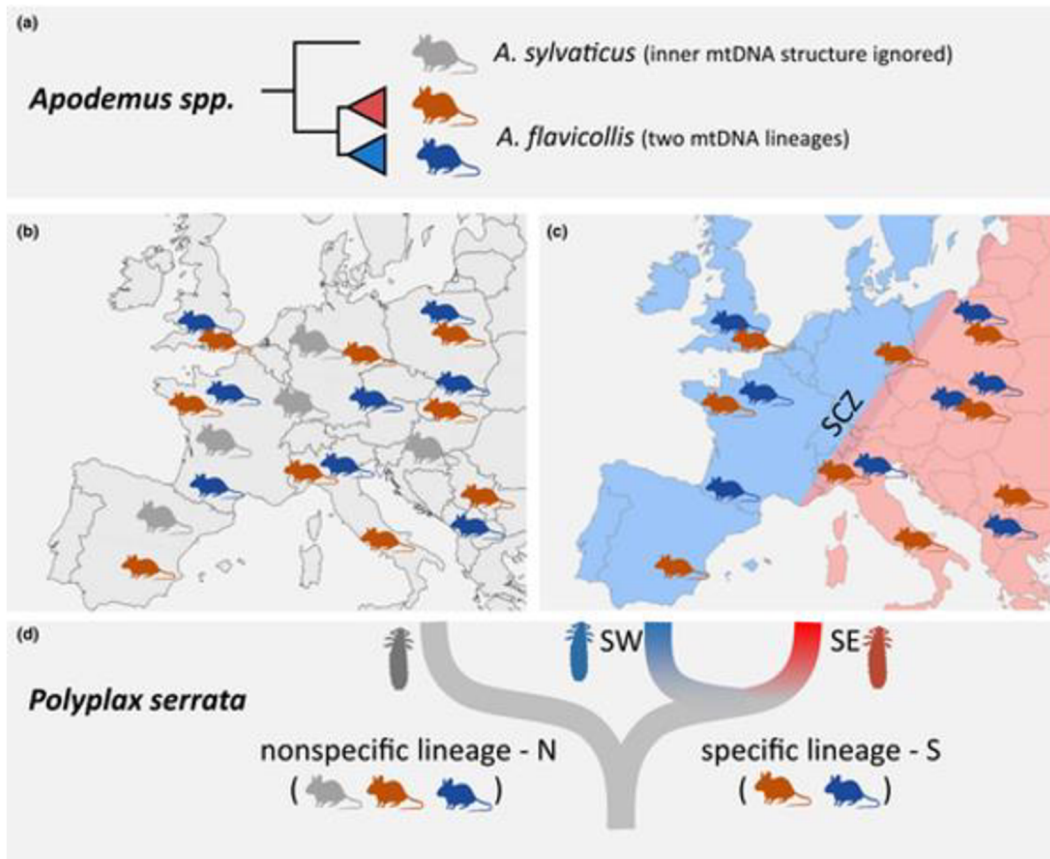 (a)
Apodemus spp.
A. sylvaticus (inner mtDNA structure ignored)
A. flavicollis (two mtDNA lineages)
(b)
(c)
SCZ
(d)
SW
SE
Polyplax serrata
nonspecific lineage - N
specific lineage - S
( )
( )